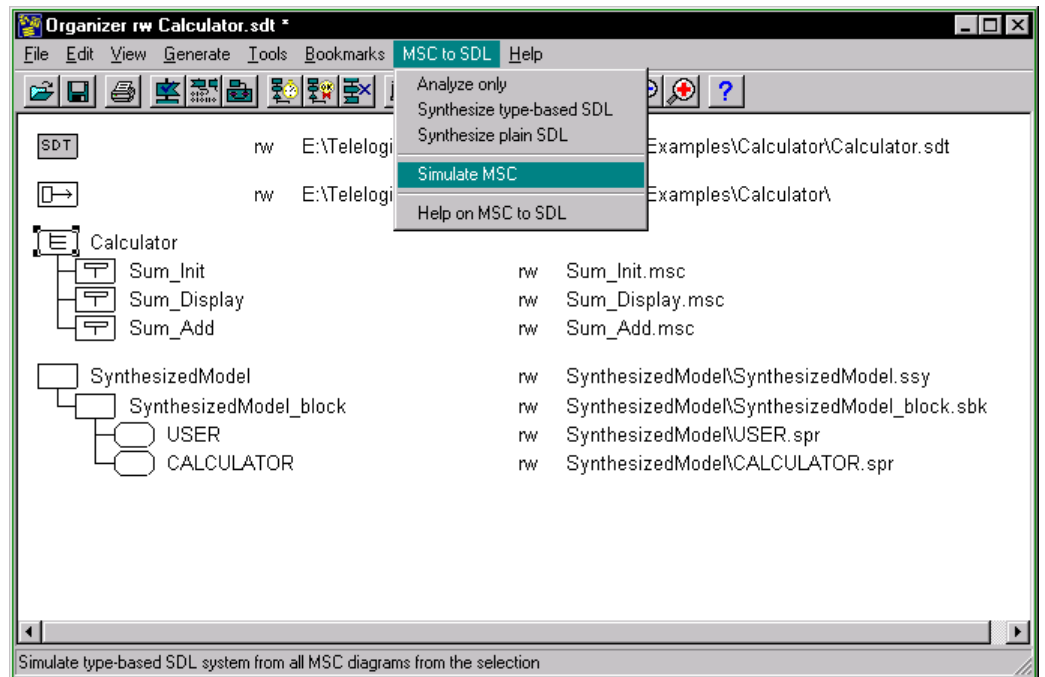 Organizer rw Calculator.sdt *
File Edit View Generate Tools Bookmarks MSC to SDL Help
Analyze only
Synthesize type-based SDL
Synthesize plain SDL
Simulate MSC
Help on MSC to SDL
SDT rw E:\Telelogi Examples\Calculator\Calculator.sdt
rw E:\Telelogi Examples\Calculator\
Calculator
Sum_Init rw Sum_Init.msc
Sum_Display rw Sum_Display.msc
Sum_Add rw Sum_Add.msc
SynthesizedModel rw SynthesizedModel\SynthesizedModel.ssy
SynthesizedModel_block rw SynthesizedModel\SynthesizedModel_block.sbk
USER rw SynthesizedModel\USER.spr
CALCULATOR rw SynthesizedModel\CALCULATOR.spr
Simulate type-based SDL system from all MSC diagrams from the selection